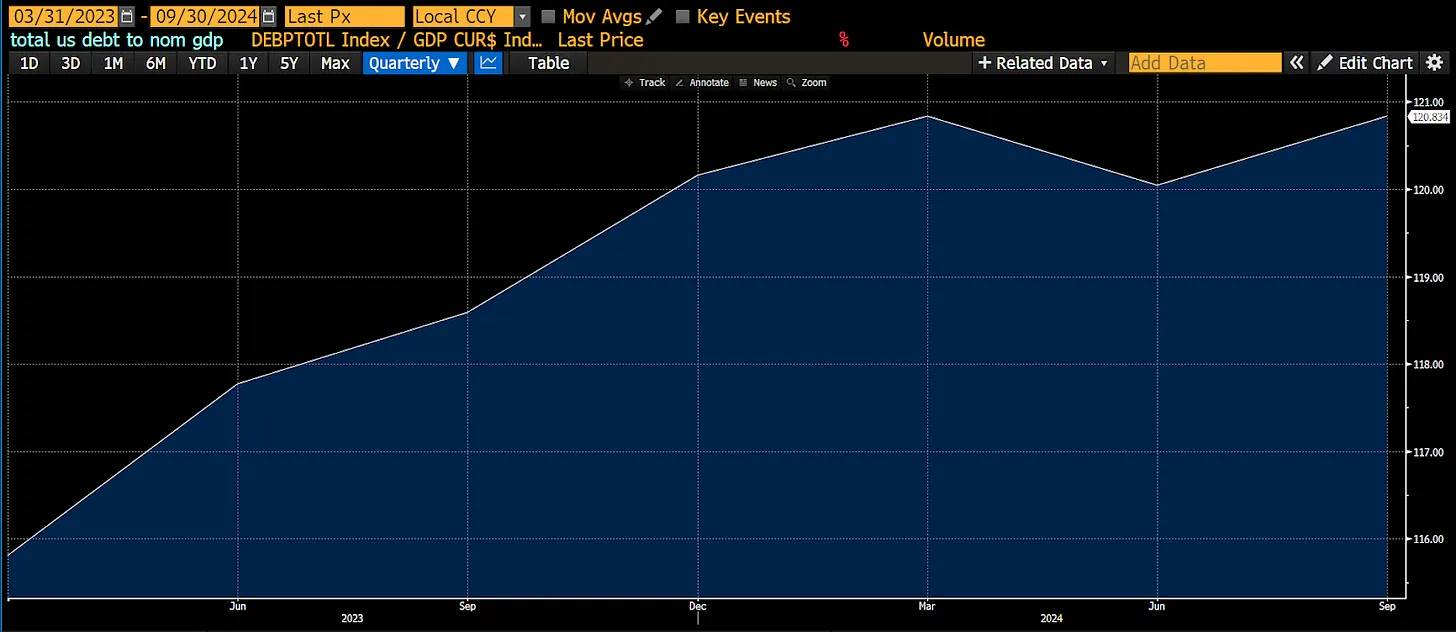 03/31/2023 - 09/30/2024 Last Px Local CCY Mov Avgs Key Events
total us debt to nom gdp DEBPTOTL Index / GDP CUR$ Ind... Last Price % Volume
1D 3D 1M 6M YTD 1Y 5Y Max Quarterly ▼ Table + Related Data ▾ Add Data « Edit Chart
Track Annotate News Zoom
121.00
120.834
120.00
119.00
118.00
117.00
116.00
Jun Sep Dec Mar Jun Sep
2023 2024